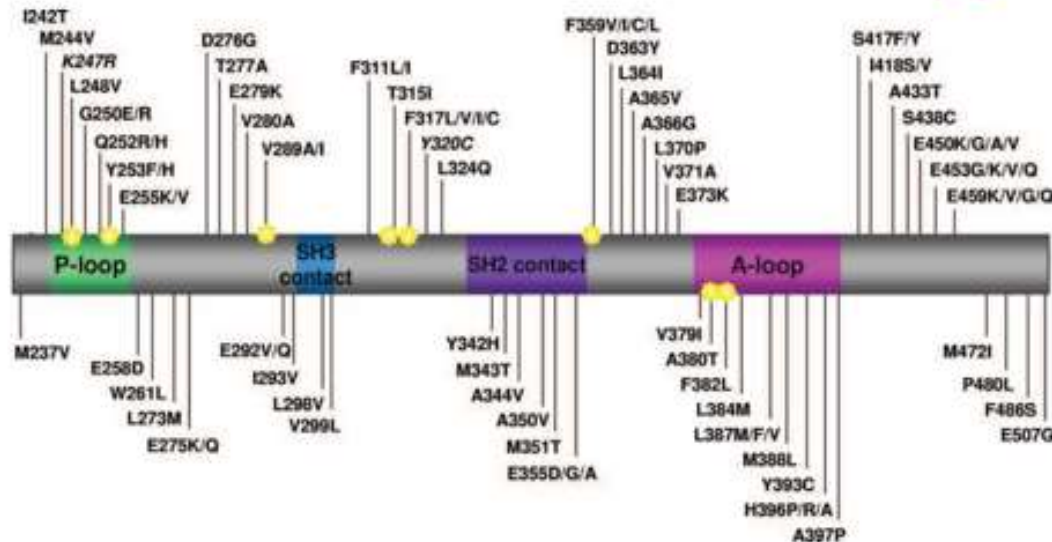 I242T
M244V
K247R
L248V
G250E/R
Q252R/H
Y253F/H
E255K/V
D276G
T277A
E279K
V280A
V289A/I
F311L/I
T315I
F317L/V/I/C
Y320C
L324Q
F359V/I/C/L
D363Y
L364I
A365V
A366G
L370P
V371A
E373K
S417F/Y
I418S/V
A433T
S438C
E450K/G/A/V
E453G/K/V/Q
E459K/V/G/Q
P-loop
SH3
contact
SH2 contact
A-loop
M237V
E258D
W261L
L273M
E275K/Q
E292V/Q
I293V
L298V
V299L
Y342H
M343T
A344V
A350V
M351T
E355D/G/A
V379I
A380T
F382L
L384M
L387M/F/V
M388L
Y393C
H396P/R/A
A397P
M472I
P480L
F486S
E507G